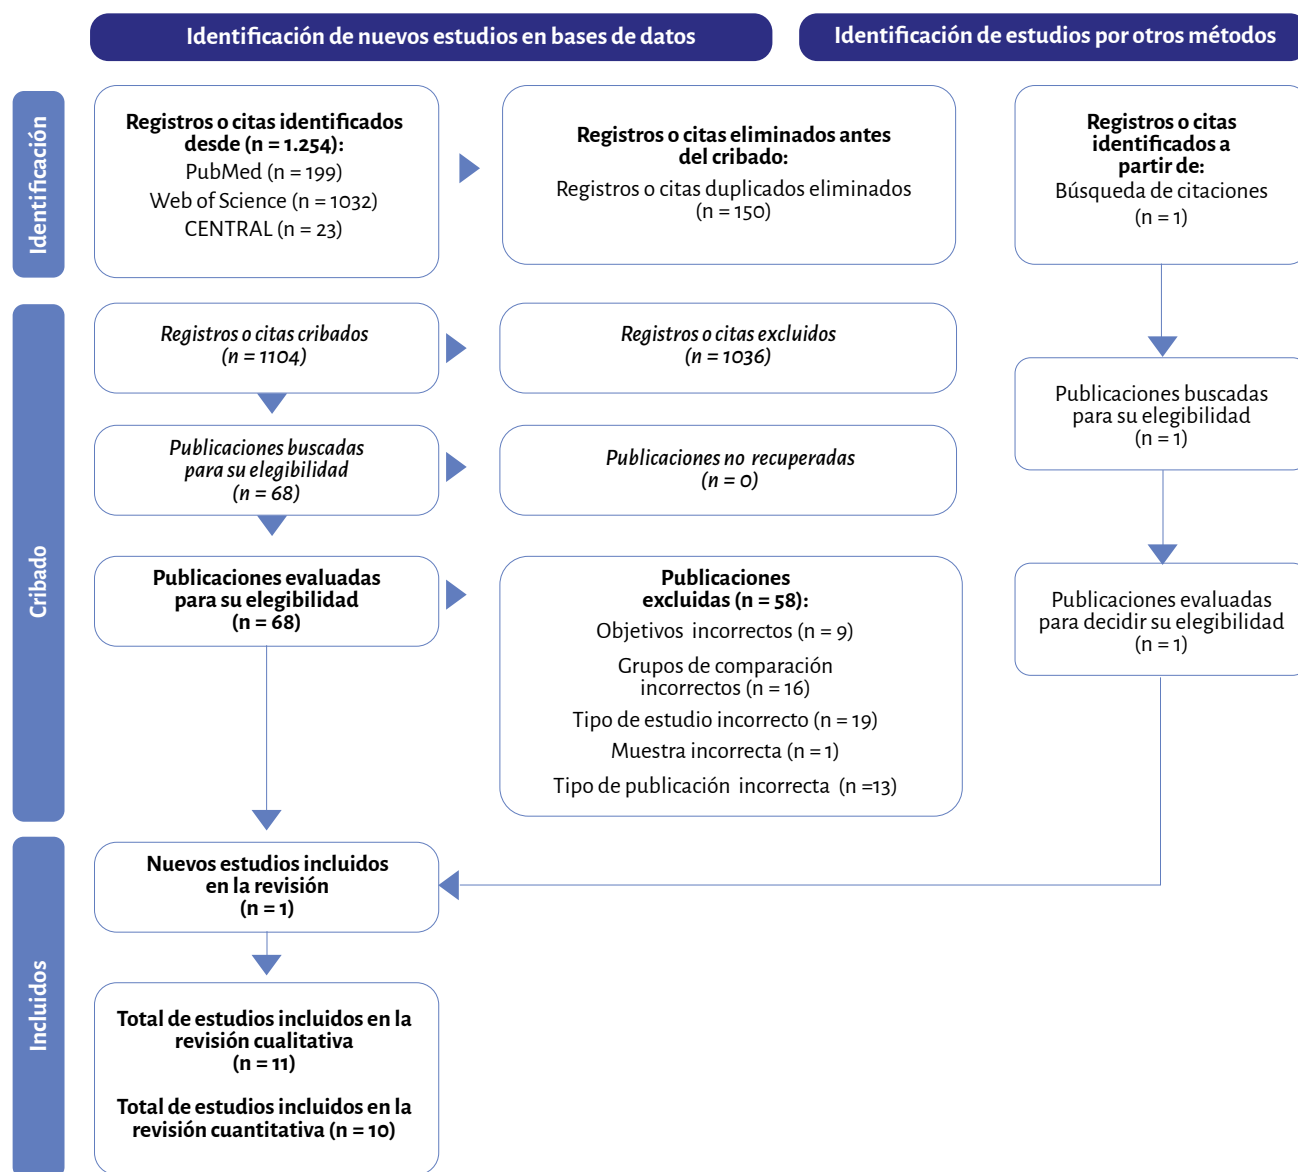 Identificación de nuevos estudios en bases de datos
Identificación de estudios por otros métodos
Identificación
Registros o citas identificados
desde (n = 1.254):
PubMed (n = 199)
Web of Science (n = 1032)
CENTRAL (n = 23)
Registros o citas eliminados antes
del cribado:
Registros o citas duplicados eliminados
(n = 150)
Registros o citas
identificados a
partir de:
Búsqueda de citaciones
(n = 1)
Cribado
Registros o citas cribados
(n = 1104)
Registros o citas excluidos
(n = 1036)
Publicaciones buscadas
para su elegibilidad
(n = 1)
Publicaciones buscadas
para su elegibilidad
(n = 68)
Publicaciones no recuperadas
(n = 0)
Publicaciones evaluadas
para su elegibilidad
(n = 68)
Publicaciones
excluidas (n = 58):
Objetivos incorrectos (n = 9)
Grupos de comparación
incorrectos (n = 16)
Tipo de estudio incorrecto (n = 19)
Muestra incorrecta (n = 1)
Tipo de publicación incorrecta (n =13)
Publicaciones evaluadas
para decidir su elegibilidad
(n = 1)
Incluidos
Nuevos estudios incluidos
en la revisión
(n = 1)
Total de estudios incluidos en la
revisión cualitativa
(n = 11)
Total de estudios incluidos en la
revisión cuantitativa (n = 10)